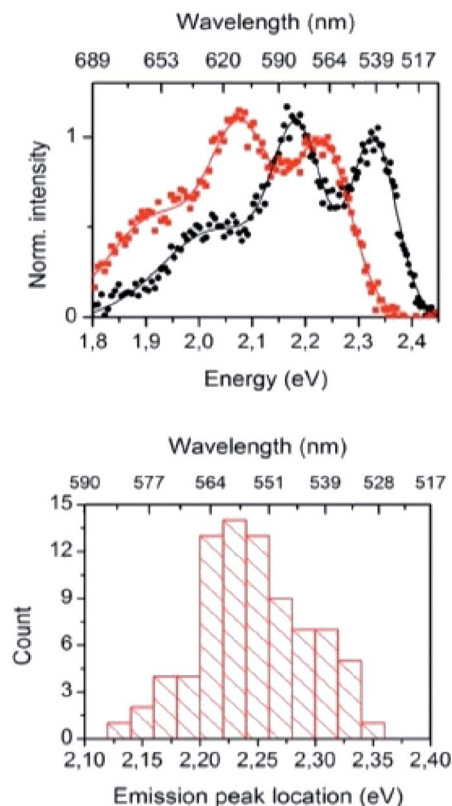 Wavelength (nm)
689 653 620 590 564 539 517
1
0
Norm. intensity
1,8 1,9 2,0 2,1 2,2 2,3 2,4
Energy (eV)
Wavelength (nm)
590 577 564 551 539 528 517
15
12
9
6
3
0
Count
2,10 2,15 2,20 2,25 2,30 2,35 2,40
Emission peak location (eV)